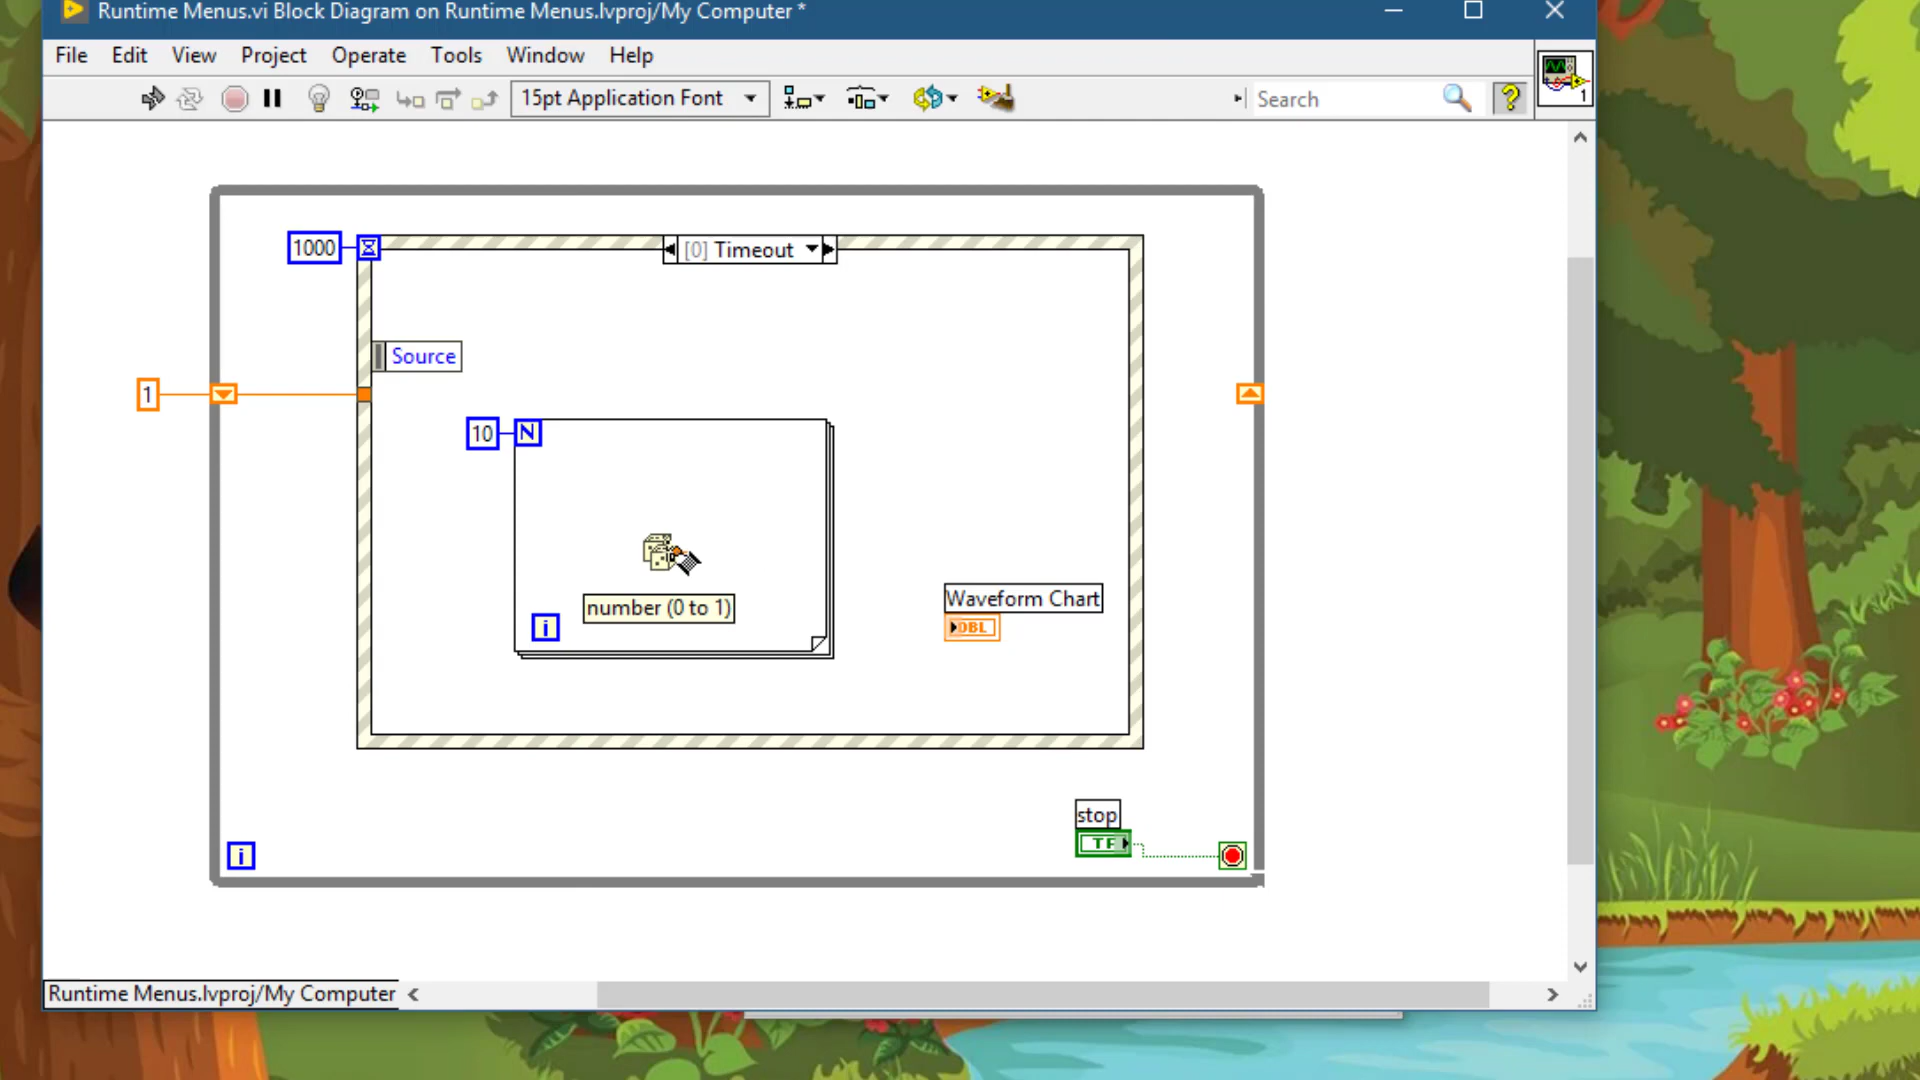 Runtime Menus.vi Block Diagram on Runtime Menus.lvproj/My Computer *
File Edit View Project Operate Tools Window Help
15pt Application Font
Search
?
1
1000
[0] Timeout
Source
1
10
N
number (0 to 1)
i
Waveform Chart
DBL
stop
TF
i
Runtime Menus.lvproj/My Computer